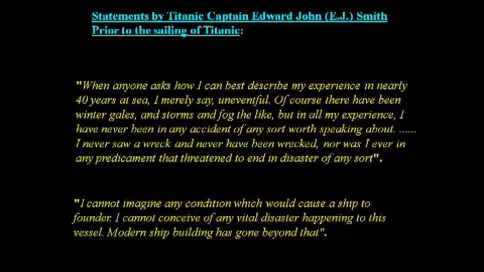 Statements by Titanic Captain Edward John (E.J.) Smith
Prior to the sailing of Titanic:
"When anyone asks how I can best describe my experience in nearly
40 years at sea, I merely say, uneventful. Of course there have been
winter gales, and storms and fog the like, but in all my experience, I
have never been in any accident of any sort worth speaking about. ......
I never saw a wreck and never have been wrecked, nor was I ever in
any predicament that threatened to end in disaster of any sort".
"I cannot imagine any condition which would cause a ship to
founder. I cannot conceive of any vital disaster happening to this
vessel. Modern ship building has gone beyond that".